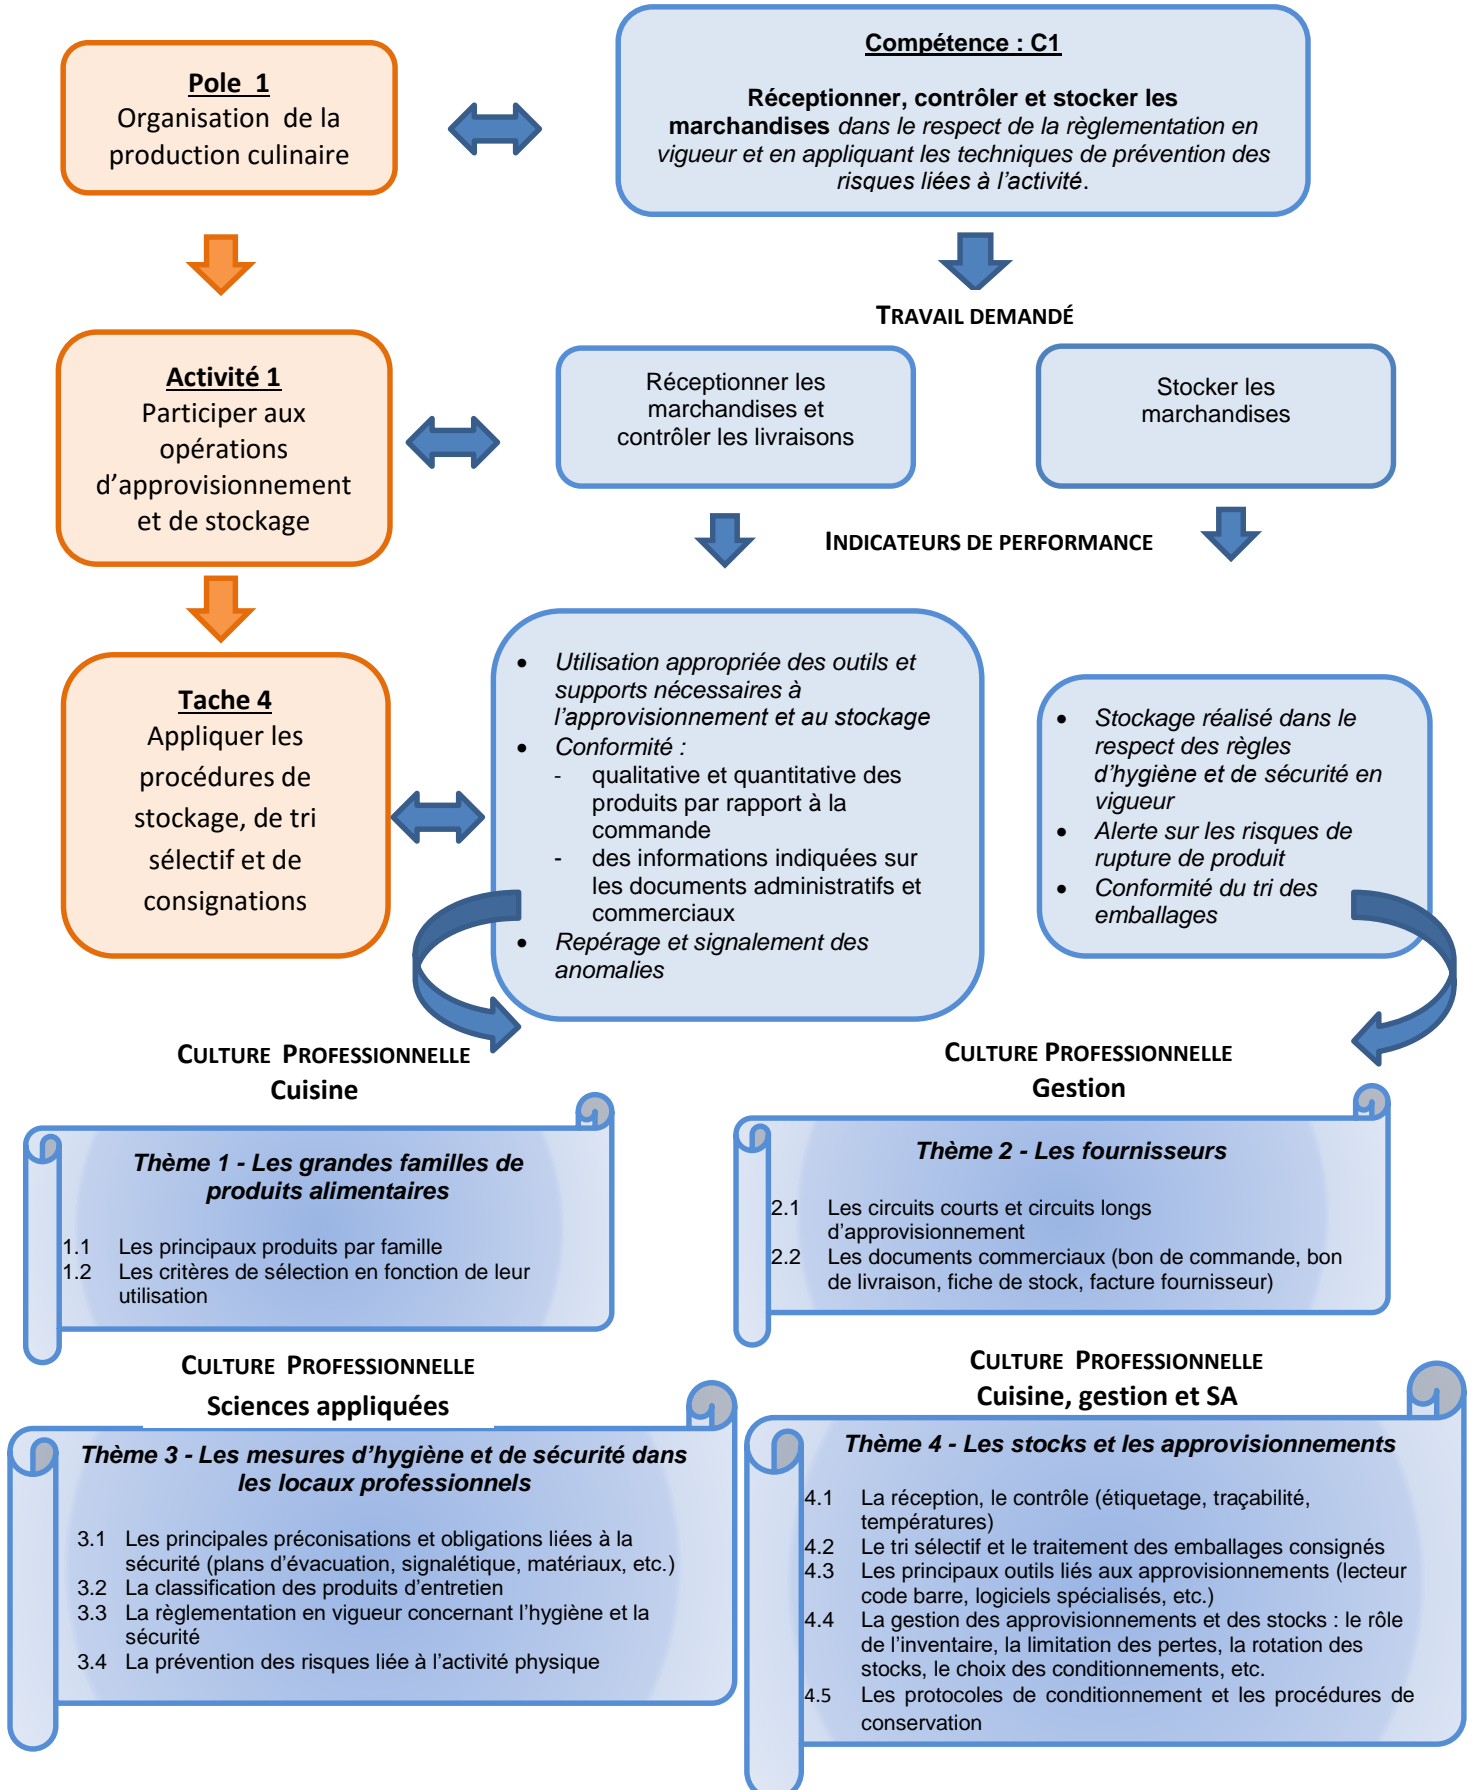 Pole 1
Organisation de la
production culinaire
Compétence : C1
Réceptionner, contrôler et stocker les
marchandises dans le respect de la règlementation en
vigueur et en appliquant les techniques de prévention des
risques liées à l'activité.
TRAVAIL DEMANDÉ
Activité 1
Participer aux
opérations
d'approvisionnement
et de stockage
Réceptionner les
marchandises et
contrôler les livraisons
Stocker les
marchandises
INDICATEURS DE PERFORMANCE
Tache 4
Appliquer les
procédures de
stockage, de tri
sélectif et de
consignations
• Utilisation appropriée des outils et
supports nécessaires à
l'approvisionnement et au stockage
• Conformité :
- qualitative et quantitative des
produits par rapport à la
commande
- des informations indiquées sur
les documents administratifs et
commerciaux
• Repérage et signalement des
anomalies
• Stockage réalisé dans le
respect des règles
d'hygiène et de sécurité en
vigueur
• Alerte sur les risques de
rupture de produit
• Conformité du tri des
emballages
CULTURE PROFESSIONNELLE
Cuisine
Thème 1 - Les grandes familles de
produits alimentaires
1.1 Les principaux produits par famille
1.2 Les critères de sélection en fonction de leur
utilisation
CULTURE PROFESSIONNELLE
Gestion
Thème 2 - Les fournisseurs
2.1 Les circuits courts et circuits longs
d'approvisionnement
2.2 Les documents commerciaux (bon de commande, bon
de livraison, fiche de stock, facture fournisseur)
CULTURE PROFESSIONNELLE
Sciences appliquées
Thème 3 - Les mesures d'hygiène et de sécurité dans
les locaux professionnels
3.1 Les principales préconisations et obligations liées à la
sécurité (plans d'évacuation, signalétique, matériaux, etc.)
3.2 La classification des produits d'entretien
3.3 La règlementation en vigueur concernant l'hygiène et la
sécurité
3.4 La prévention des risques liée à l'activité physique
CULTURE PROFESSIONNELLE
Cuisine, gestion et SA
Thème 4 - Les stocks et les approvisionnements
4.1 La réception, le contrôle (étiquetage, traçabilité,
températures)
4.2 Le tri sélectif et le traitement des emballages consignés
4.3 Les principaux outils liés aux approvisionnements (lecteur
code barre, logiciels spécialisés, etc.)
4.4 La gestion des approvisionnements et des stocks : le rôle
de l'inventaire, la limitation des pertes, la rotation des
stocks, le choix des conditionnements, etc.
4.5 Les protocoles de conditionnement et les procédures de
conservation